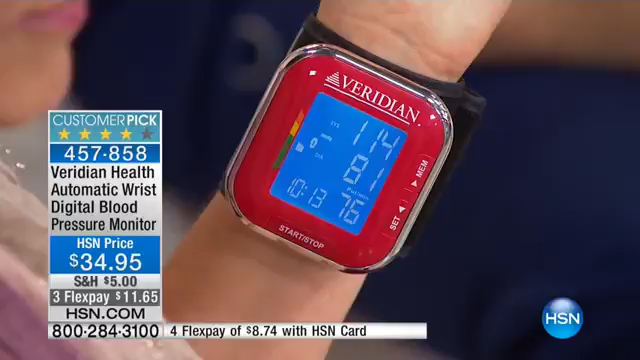 CUSTOMER PICK
457-858
Veridian Health
Automatic Wrist
Digital Blood
Pressure Monitor
HSN Price
$34.95
S&H $5.00
3 Flexpay $11.65
HSN.COM
800-284-3100
4 Flexpay of $8.74 with HSN Card
HSN
VERIDIAN
SYS
114
DIA
81
10:13
76
MEM
SET
START/STOP